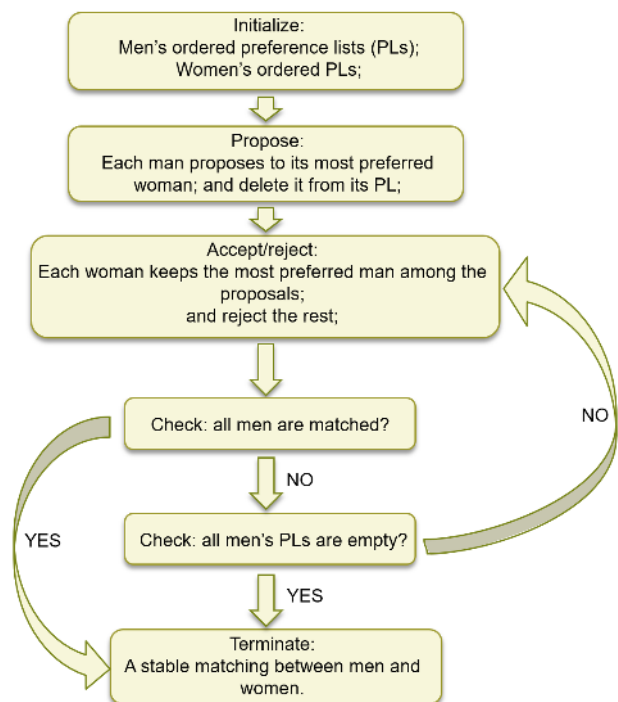 Initialize:
Men's ordered preference lists (PLs);
Women's ordered PLs;
Propose:
Each man proposes to its most preferred
woman; and delete it from its PL;
Accept/reject:
Each woman keeps the most preferred man among the
proposals;
and reject the rest;
Check: all men are matched?
NO
NO
YES
Check: all men's PLs are empty?
YES
Terminate:
A stable matching between men and
women.